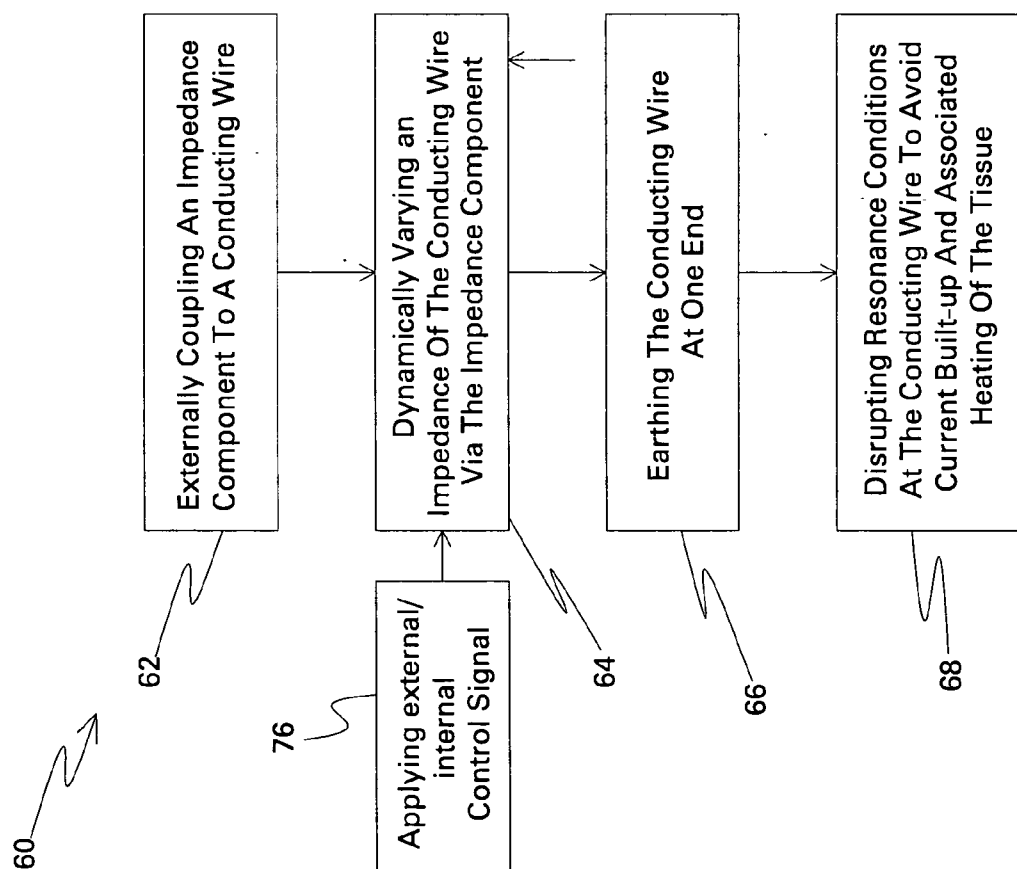 60
62
Externally Coupling An Impedance
Component To A Conducting Wire
76
Applying external/
internal
Control Signal
64
Dynamically Varying an
Impedance Of The Conducting Wire
Via The Impedance Component
66
Earthing The Conducting Wire
At One End
68
Disrupting Resonance Conditions
At The Conducting Wire To Avoid
Current Built-up And Associated
Heating Of The Tissue